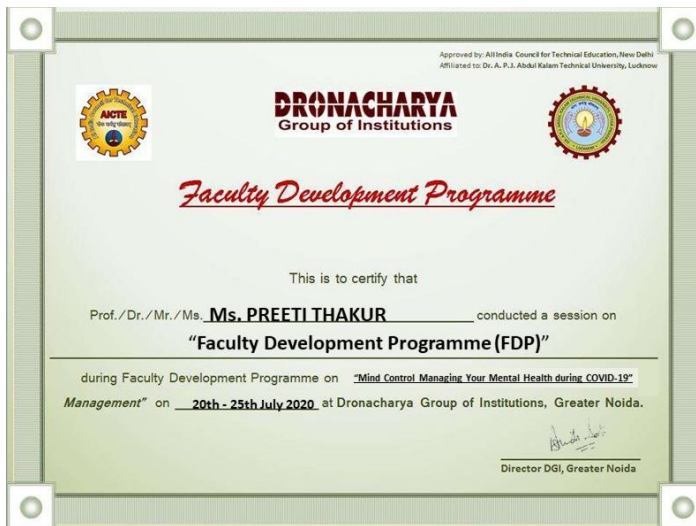 Approved by: All India Council for Technical Education, New Delhi
Affiliated to: Dr. A. P. J. Abdul Kalam Technical University, Lucknow
AICTE
DRONACHARYA
Group of Institutions
Faculty Development Programme
This is to certify that
Prof./Dr./Mr./Ms. Ms. PREETI THAKUR conducted a session on
“Faculty Development Programme (FDP)”
during Faculty Development Programme on “Mind Control Managing Your Mental Health during COVID-19”
Management” on 20th - 25th July 2020 at Dronacharya Group of Institutions, Greater Noida.
Director DGI, Greater Noida